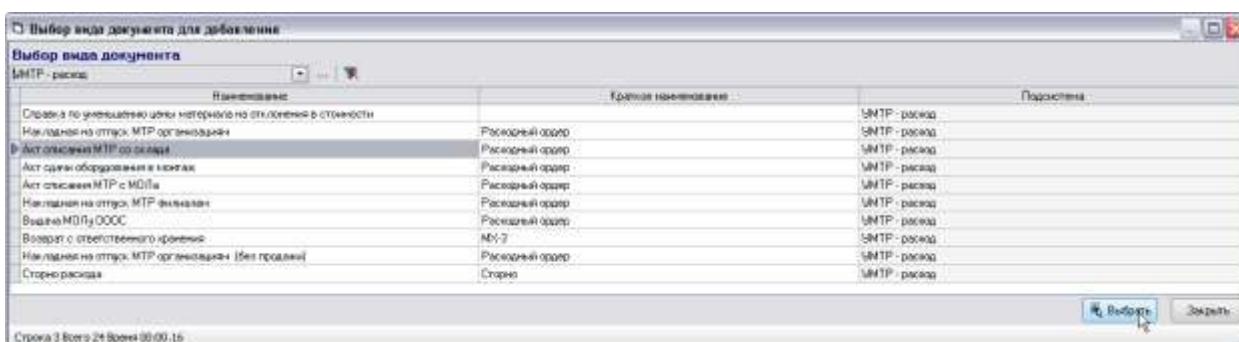 Выбор вида документа для добавления
Выбор вида документа
УМТР - расход
Наименование Краткое наименование Подсистема
Справка по уменьшению цены материала на отклонения в стоимости УМТР - расход
Накладная на отпуск МТР организациям Расходный ордер УМТР - расход
Акт списания МТР со склада Расходный ордер УМТР - расход
Акт сдачи оборудования в монтаж Расходный ордер УМТР - расход
Акт списания МТР с МОЛа Расходный ордер УМТР - расход
Накладная на отпуск МТР филиалам Расходный ордер УМТР - расход
Выдача МОЛу ОООС Расходный ордер УМТР - расход
Возврат с ответственного хранения МХ-3 УМТР - расход
Накладная на отпуск МТР организациям (без продажи) Расходный ордер УМТР - расход
Сторно расхода Сторно УМТР - расход
Выбрать Закрыть
Строка 3 Всего 24 Время 00:00.16